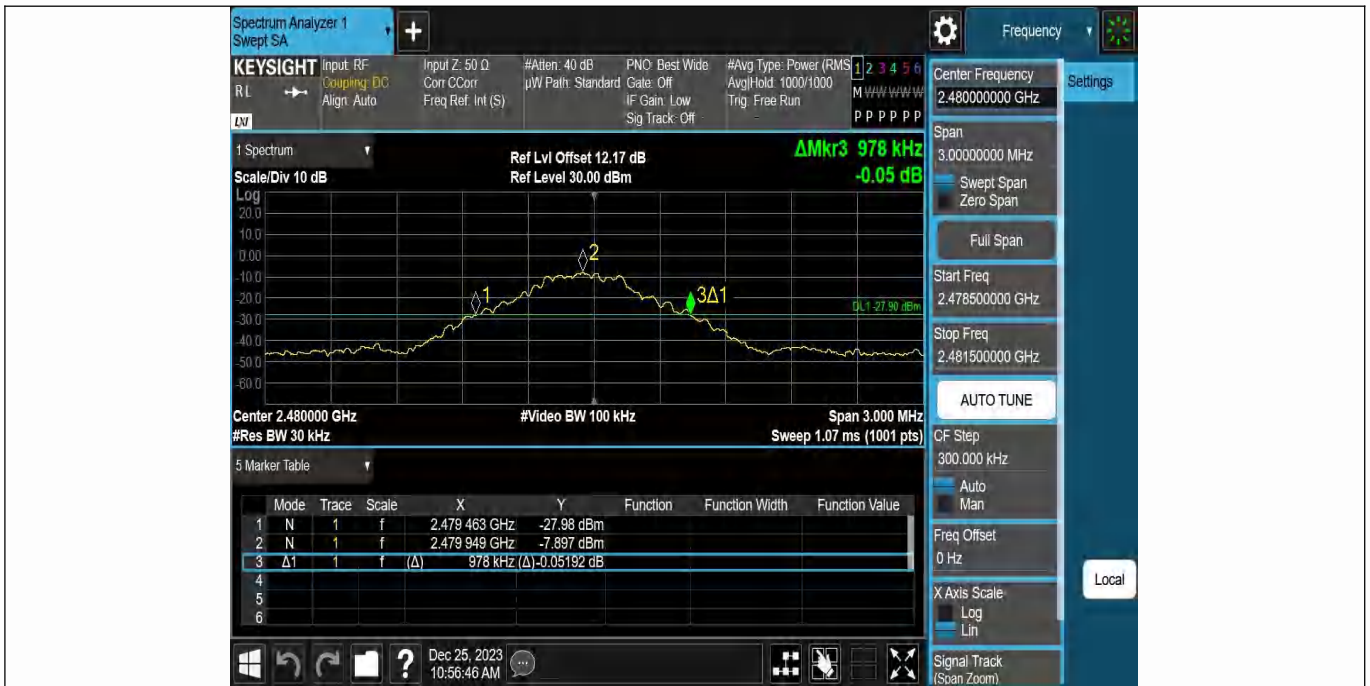 Spectrum Analyzer 1
Swept SA
Frequency
KEYSIGHT
RL
LXI
Input: RF
Coupling: DC
Align: Auto
Input Z: 50 Ω
Corr CCorr
Freq Ref: Int (S)
#Atten: 40 dB
µW Path: Standard
PNO: Best Wide
Gate: Off
IF Gain: Low
Sig Track: Off
#Avg Type: Power (RMS
Avg|Hold: 1000/1000
Trig: Free Run
1 2 3 4 5 6
M W W W W W
P P P P P P
1 Spectrum
Scale/Div 10 dB
Ref Lvl Offset 12.17 dB
Ref Level 30.00 dBm
ΔMkr3 978 kHz
-0.05 dB
Log
20.0
10.0
0.00
-10.0
-20.0
-30.0
-40.0
-50.0
-60.0
2
1
3Δ1
DL1 -27.90 dBm
Center 2.480000 GHz
#Video BW 100 kHz
Span 3.000 MHz
#Res BW 30 kHz
Sweep 1.07 ms (1001 pts)
5 Marker Table
Mode Trace Scale X Y Function Function Width Function Value
1 N 1 f 2.479 463 GHz -27.98 dBm
2 N 1 f 2.479 949 GHz -7.897 dBm
3 Δ1 1 f (Δ) 978 kHz (Δ) -0.05192 dB
4
5
6
?
Dec 25, 2023
10:56:46 AM
Center Frequency
2.480000000 GHz
Settings
Span
3.00000000 MHz
Swept Span
Zero Span
Full Span
Start Freq
2.478500000 GHz
Stop Freq
2.481500000 GHz
AUTO TUNE
CF Step
300.000 kHz
Auto
Man
Freq Offset
0 Hz
Local
X Axis Scale
Log
Lin
Signal Track
(Span Zoom)